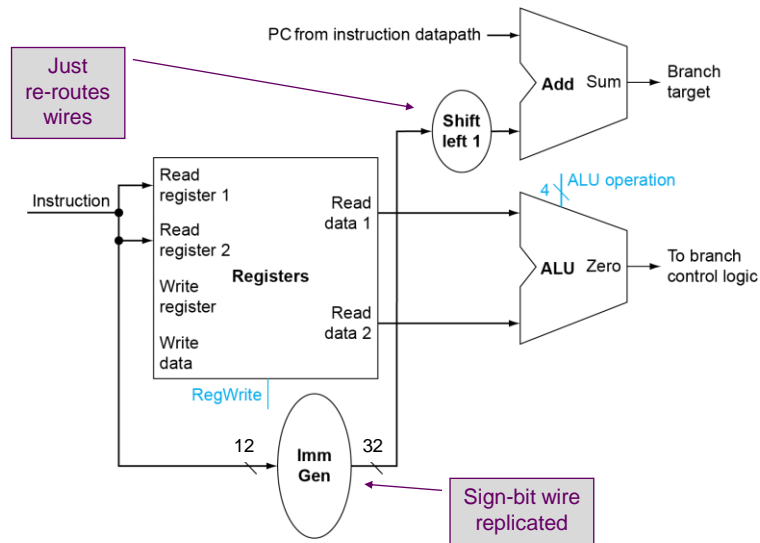 PC from instruction datapath
Just
re-routes
wires
Add Sum
Branch
target
Shift
left 1
Instruction
Read
register 1
Read
register 2
Write
register
Write
data
Registers
Read
data 1
Read
data 2
RegWrite
4
ALU operation
ALU Zero
To branch
control logic
12
Imm
Gen
32
Sign-bit wire
replicated